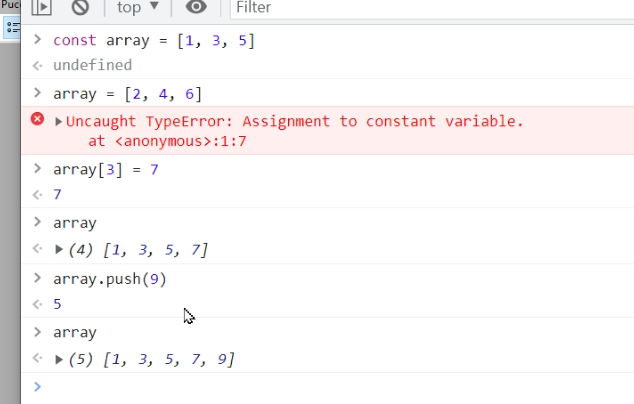 top ▼
Filter
> const array = [1, 3, 5]
< undefined
> array = [2, 4, 6]
▶Uncaught TypeError: Assignment to constant variable.
at <anonymous>:1:7
> array[3] = 7
< 7
> array
< ▶(4) [1, 3, 5, 7]
> array.push(9)
< 5
> array
< ▶(5) [1, 3, 5, 7, 9]
>